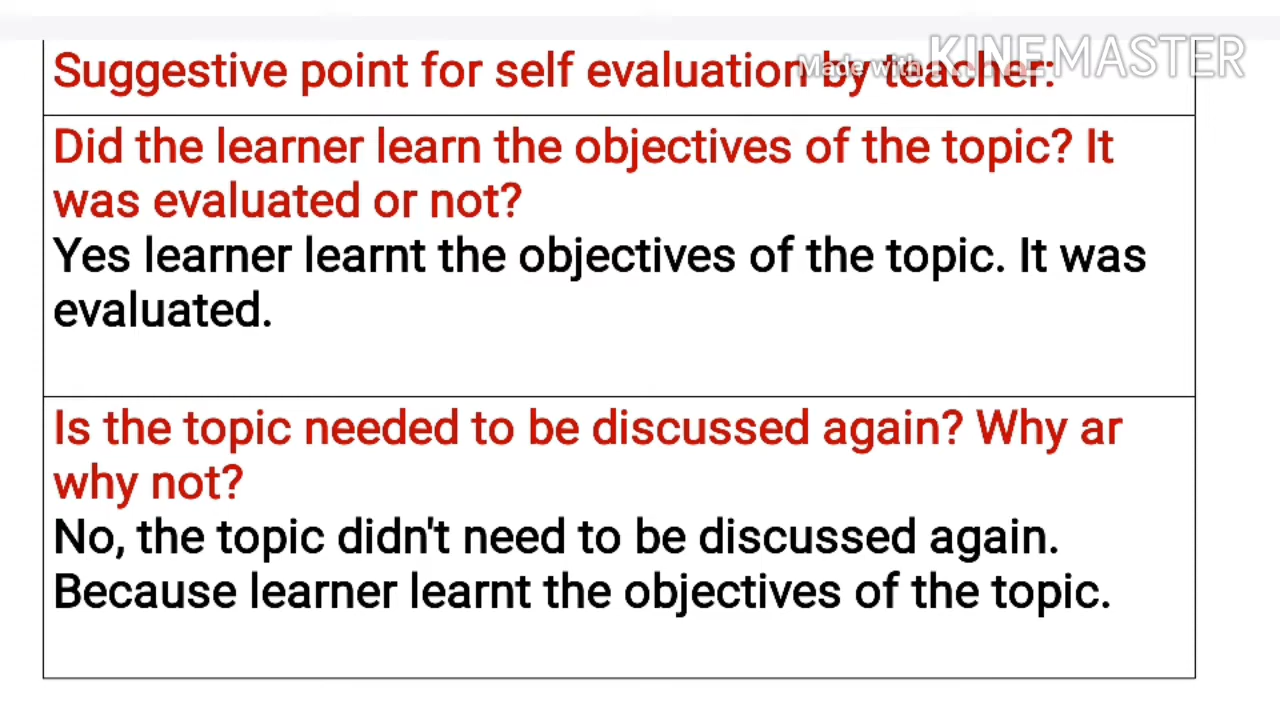 Made with KINEMASTER
Suggestive point for self evaluation by teacher:
Did the learner learn the objectives of the topic? It
was evaluated or not?
Yes learner learnt the objectives of the topic. It was
evaluated.
Is the topic needed to be discussed again? Why ar
why not?
No, the topic didn't need to be discussed again.
Because learner learnt the objectives of the topic.